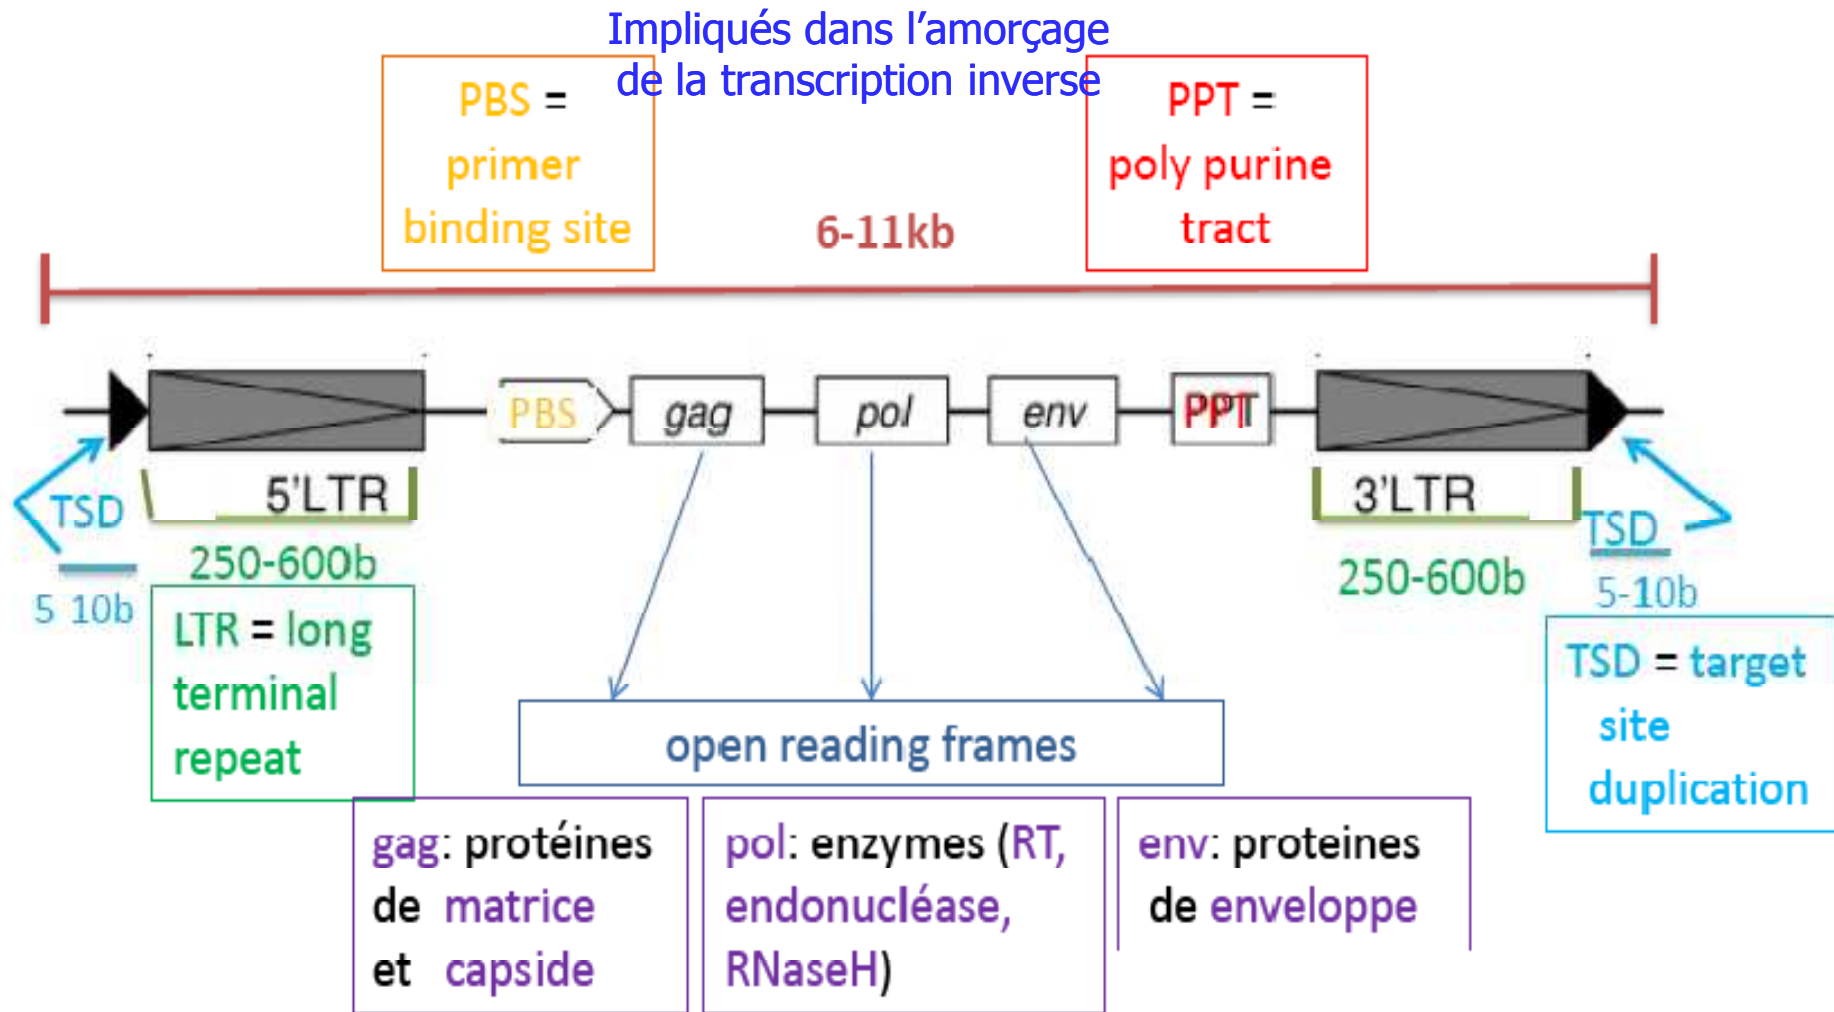 Impliqués dans l'amorçage
de la transcription inverse
PBS =
primer
binding site
PPT =
poly purine
tract
6-11kb
PBS
gag
pol
env
PPT
TSD
5'LTR
3'LTR
TSD
250-600b
250-600b
5 10b
5-10b
LTR = long
terminal
repeat
TSD = target
site
duplication
open reading frames
gag: protéines
de matrice
et capside
pol: enzymes (RT,
endonucléase,
RNaseH)
env: proteines
de enveloppe